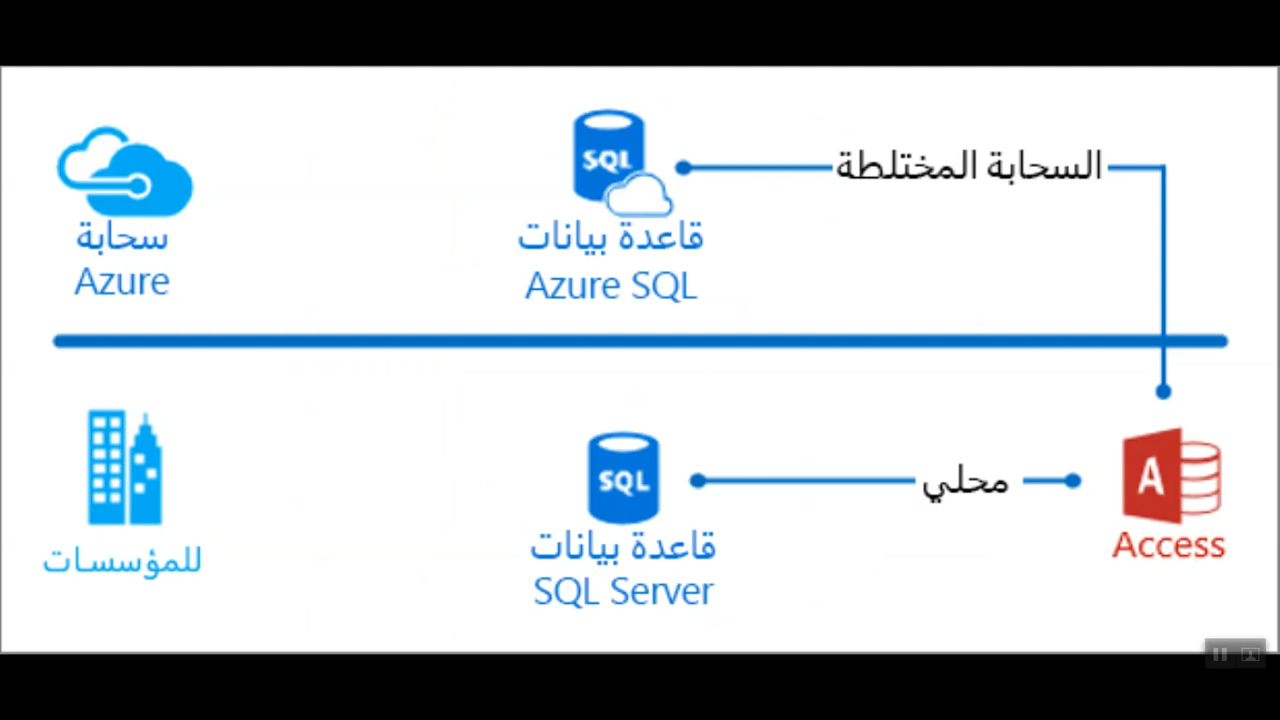 السحابة المختلطة
SQL
سحابة
Azure
قاعدة بيانات
Azure SQL
محلي
SQL
A
Access
للمؤسسات
قاعدة بيانات
SQL Server